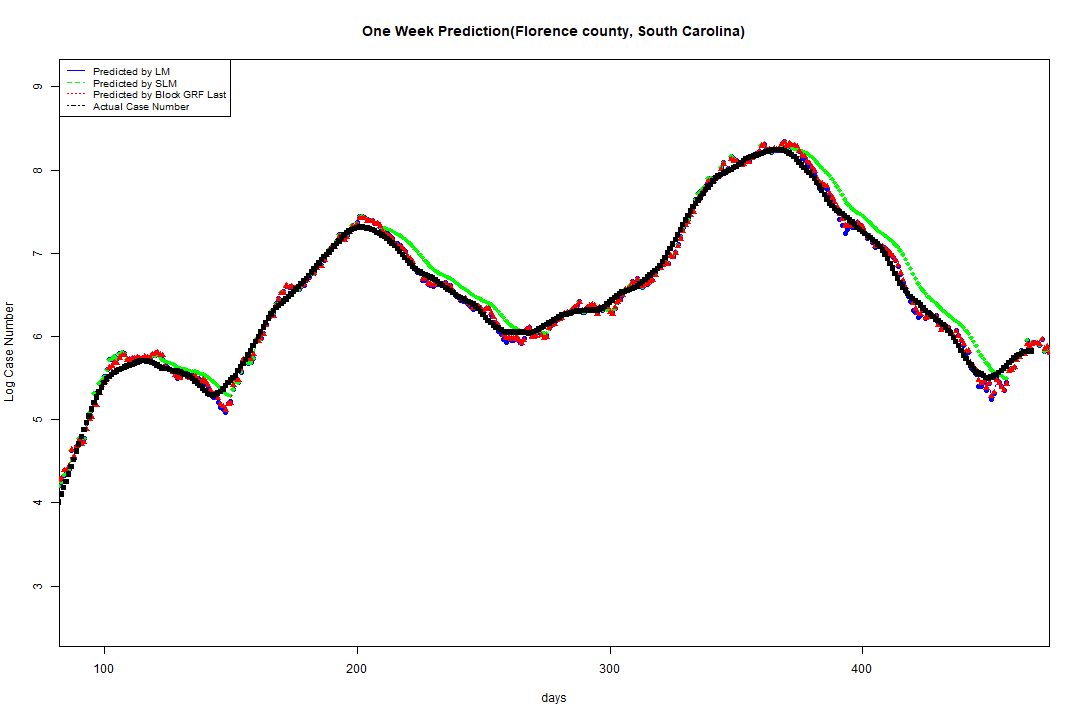 One Week Prediction(Florence county, South Carolina)
Predicted by LM
Predicted by SLM
Predicted by Block GRF Last
Actual Case Number
Log Case Number
9
8
7
6
5
4
3
100 200 300 400
days